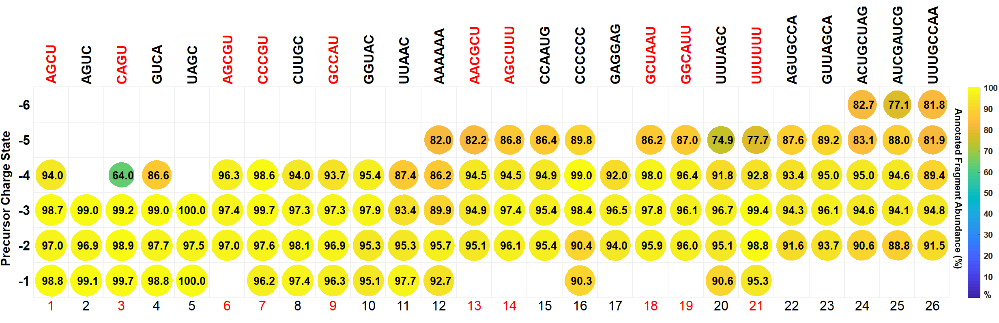 AGCU AGUC CAGU GUCA UAGC AGCGU CCCGU CUUGC GCCAU GGUAC UUAAC AAAAAA AACGCU AGCUUU CCAAUG CCCCCC GAGGAG GCUAAU GGCAUU UUUAGC UUUUUU AGUGCCA GUUAGCA ACUGCUAG AUCGAUCG UUUGCCAA
Precursor Charge State
-6 82.7 77.1 81.8
-5 82.0 82.2 86.8 86.4 89.8 86.2 87.0 74.9 77.7 87.6 89.2 83.1 88.0 81.9
-4 94.0 64.0 86.6 96.3 98.6 94.0 93.7 95.4 87.4 86.2 94.5 94.5 94.9 99.0 92.0 98.0 96.4 91.8 92.8 93.4 95.0 95.0 94.6 89.4
-3 98.7 99.0 99.2 99.0 100.0 97.4 99.7 97.3 97.3 97.9 93.4 89.9 94.9 97.4 95.4 98.4 96.5 97.8 96.1 96.7 99.4 94.3 96.1 94.6 94.1 94.8
-2 97.0 96.9 98.9 97.7 97.5 97.0 97.6 98.1 96.9 95.3 95.3 95.7 95.1 96.1 95.4 90.4 94.0 95.9 96.0 95.1 98.8 91.6 93.7 90.6 88.8 91.5
-1 98.8 99.1 99.7 98.8 100.0 96.2 97.4 96.3 95.1 97.7 92.7 90.3 90.6 95.3
1 2 3 4 5 6 7 8 9 10 11 12 13 14 15 16 17 18 19 20 21 22 23 24 25 26
Annotated Fragment Abundance (%)
100
90
80
70
60
50
40
30
20
10
%